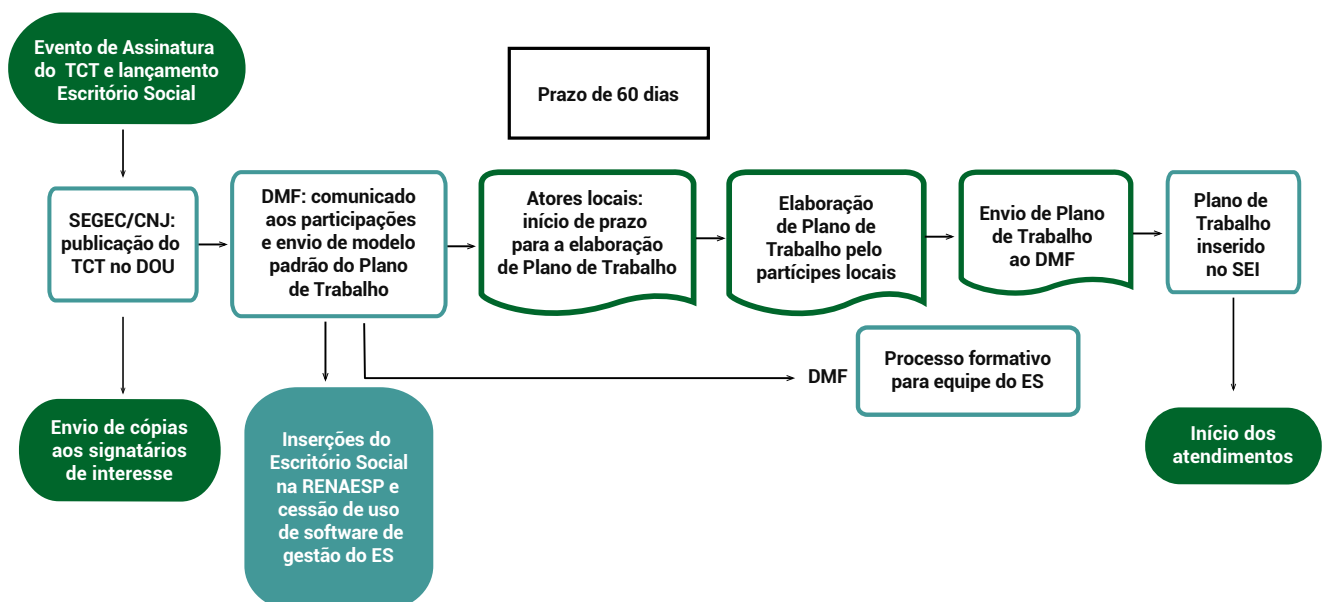 Evento de Assinatura
do TCT e lançamento
Escritório Social
Prazo de 60 dias
SEGEC/CNJ:
publicação do
TCT no DOU
DMF: comunicado
aos participações
e envio de modelo
padrão do Plano
de Trabalho
Atores locais:
início de prazo
para a elaboração
de Plano de Trabalho
Elaboração
de Plano de
Trabalho pelo
partícipes locais
Envio de Plano
de Trabalho
ao DMF
Plano de
Trabalho
inserido
no SEI
DMF
Processo formativo
para equipe do ES
Envio de cópias
aos signatários
de interesse
Inserções do
Escritório Social
na RENAESP e
cessão de uso
de software de
gestão do ES
Início dos
atendimentos